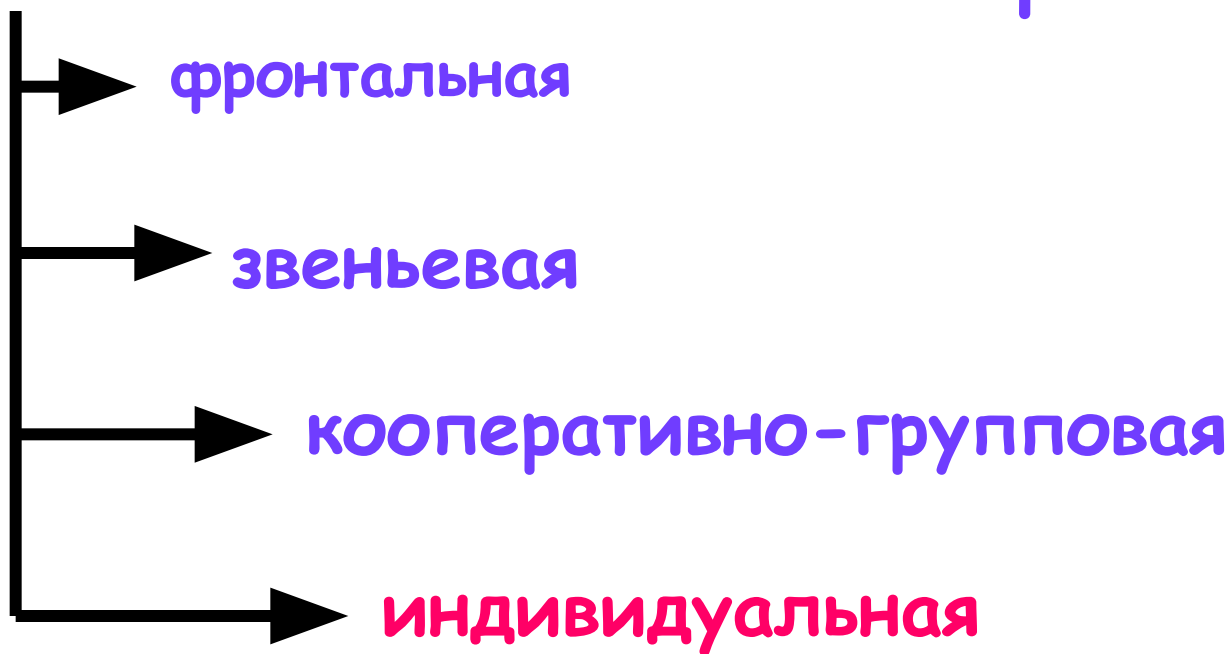 фронтальная
звеньевая
кооперативно-групповая
индивидуальная